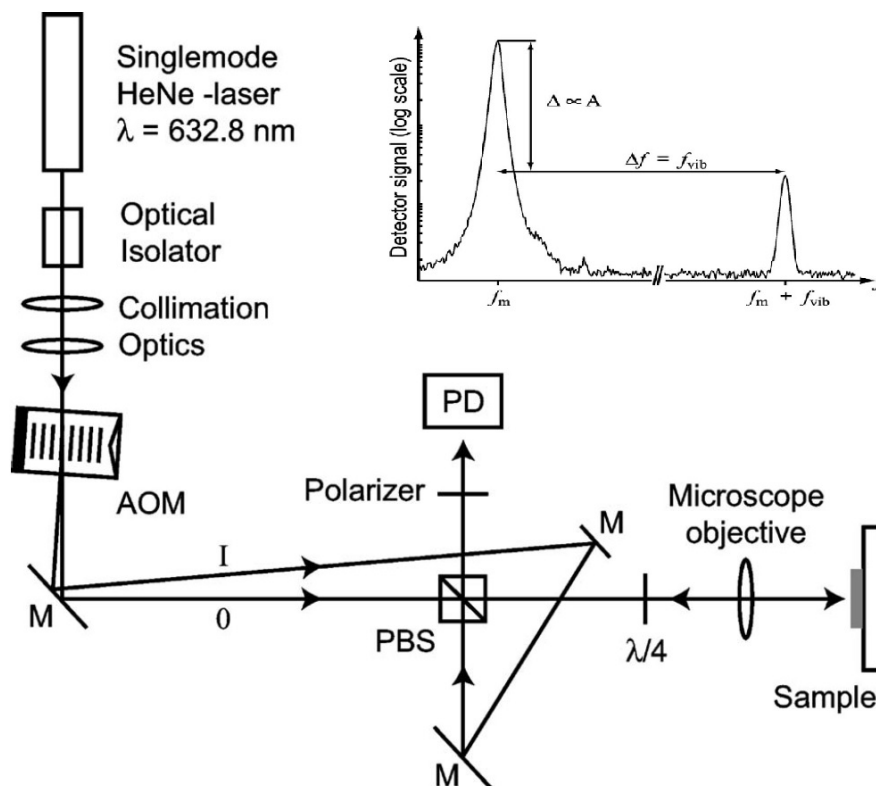 Singlemode
HeNe -laser
λ = 632.8 nm
Optical
Isolator
Collimation
Optics
AOM
Detector signal (log scale)
Δ ∝ A
Δf = f_vib
f_m
f_m + f_vib
PD
Polarizer
Microscope
objective
M
I
M
0
PBS
λ/4
Sample
M